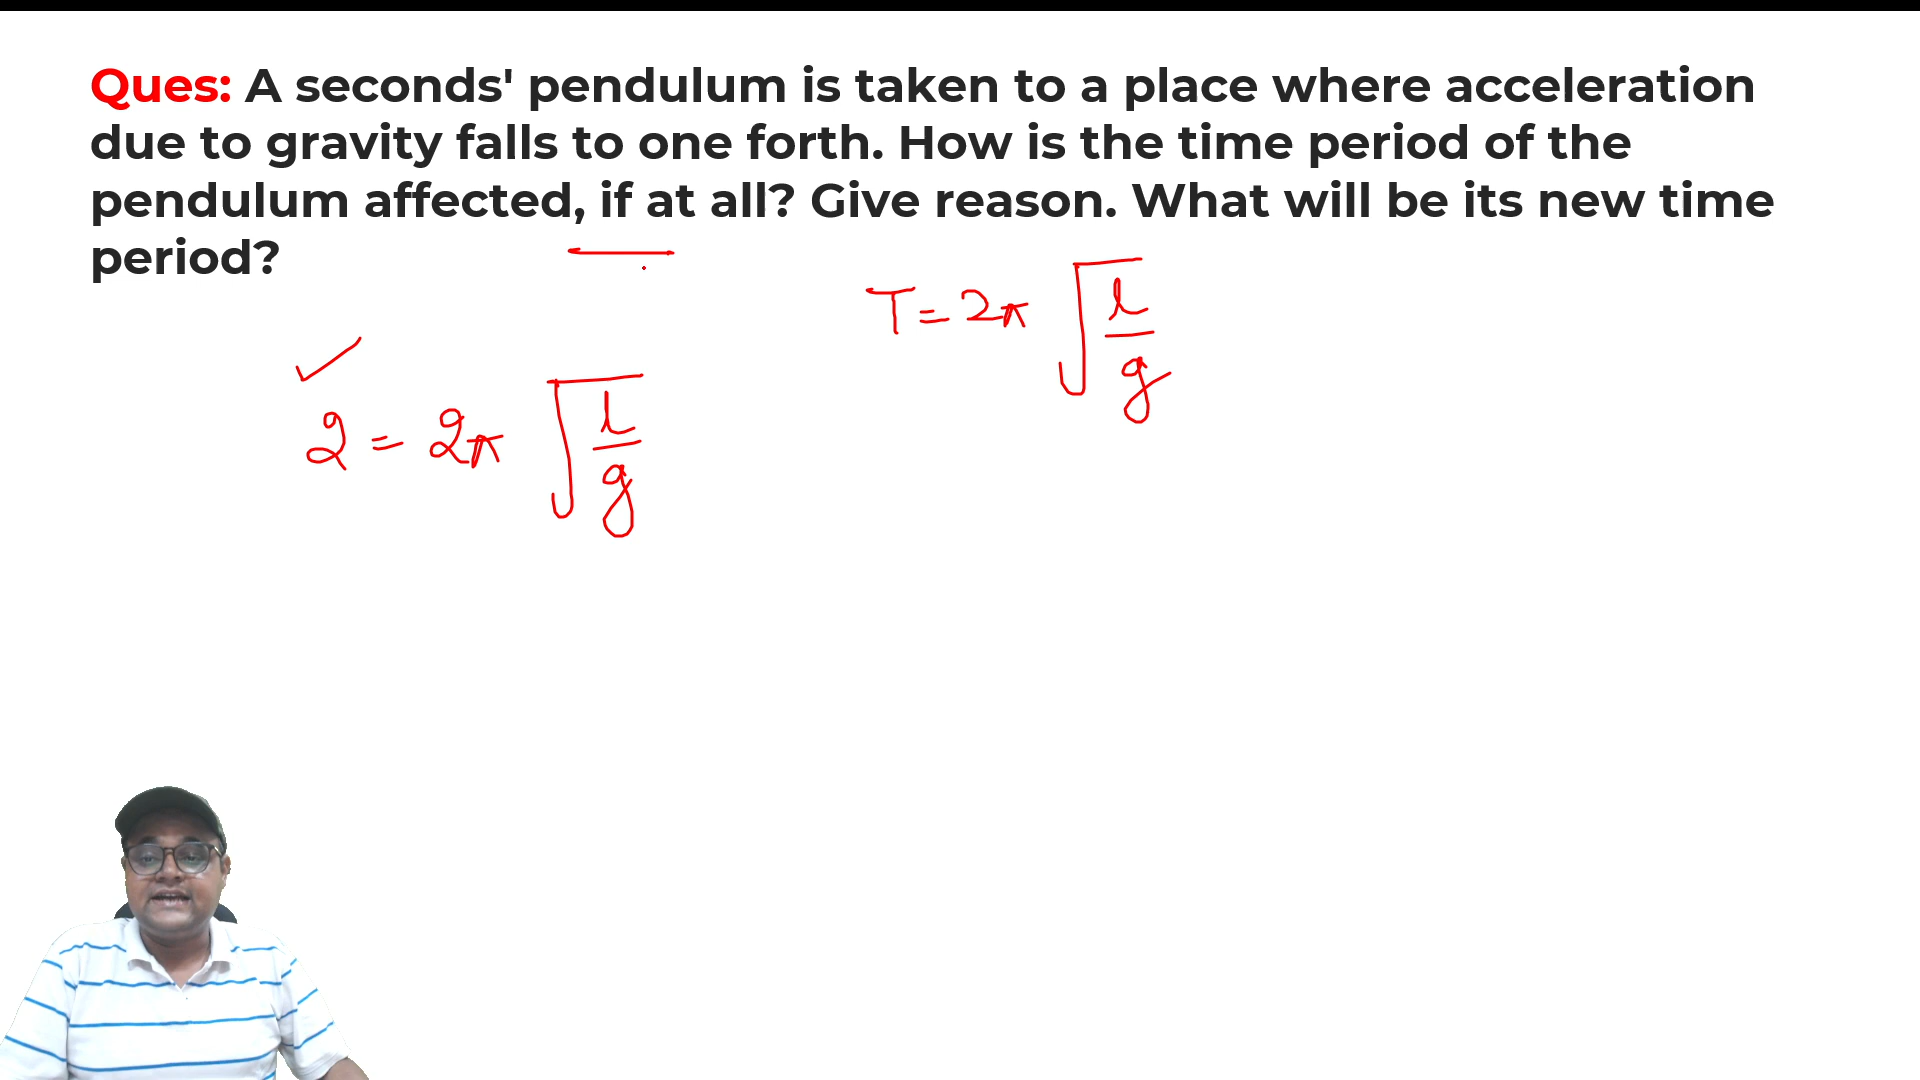 Ques: A seconds' pendulum is taken to a place where acceleration
due to gravity falls to one forth. How is the time period of the
pendulum affected, if at all? Give reason. What will be its new time
period?
T = 2π √(l/g)
2 = 2π √(l/g)